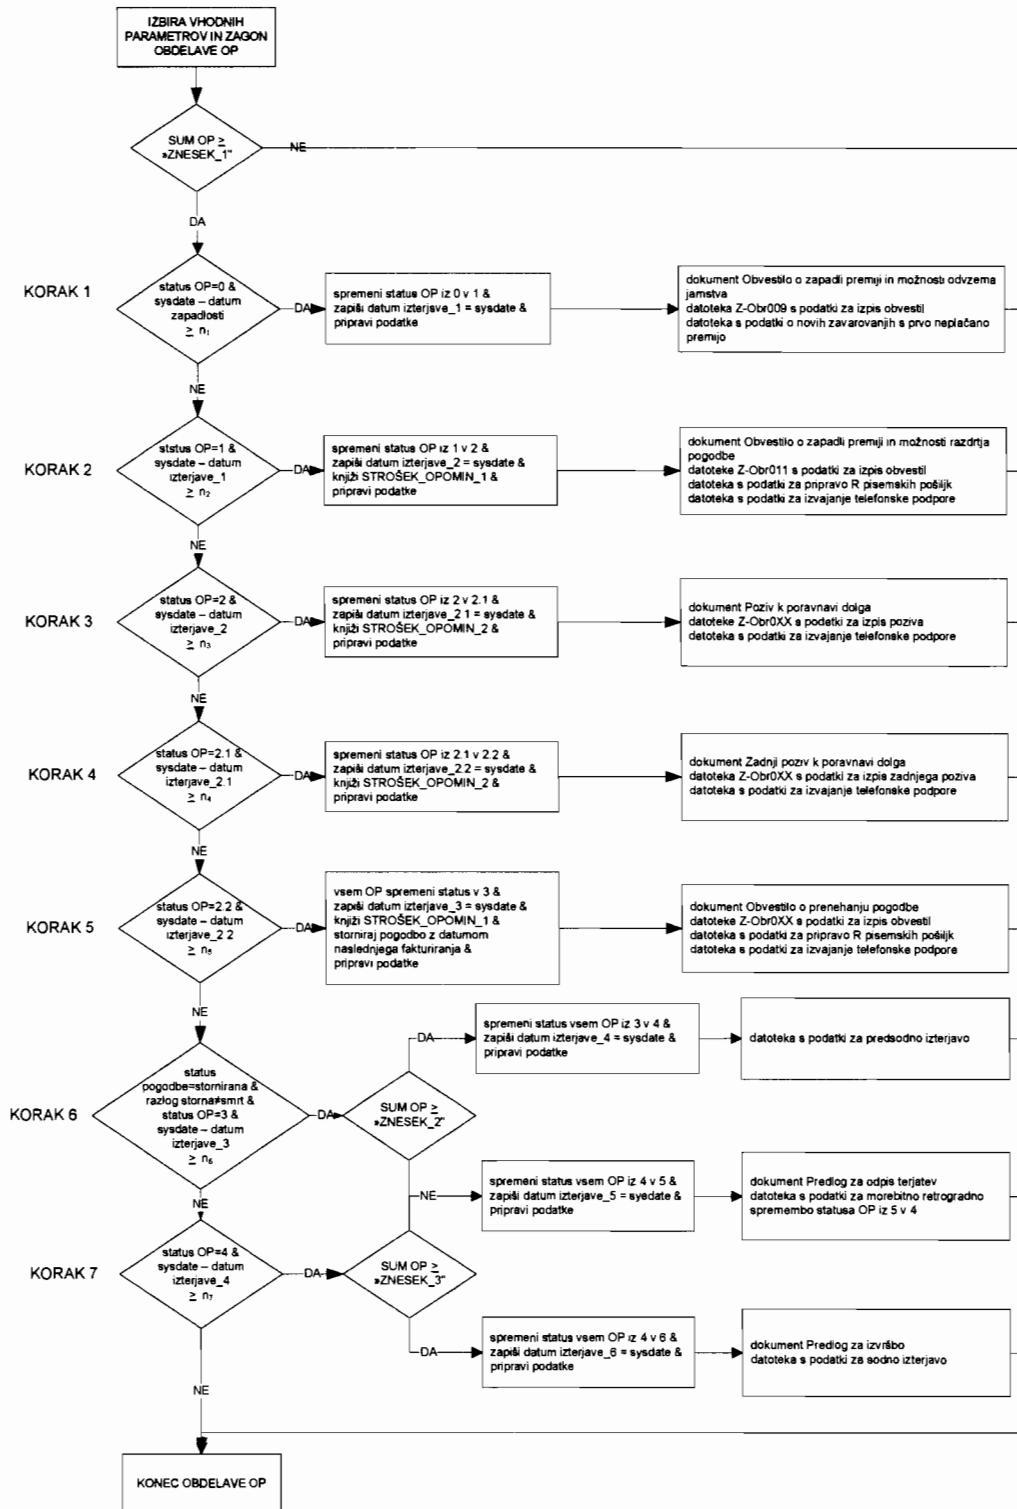 IZBIRA VHODNIH
PARAMETROV IN ZAGON
OBDELAVE OP
SUM OP ≥
»ZNESEK_1"
NE
DA
KORAK 1
status OP=0 &
sysdate – datum
zapadlosti
≥ n₁
DA
spremeni status OP iz 0 v 1 &
zapiši datum izterjave_1 = sysdate &
pripravi podatke
dokument Obvestilo o zapadli premiji in možnosti odvzema
jamstva
datoteka Z-Obr009 s podatki za izpis obvestil
datoteka s podatki o novih zavarovanjih s prvo neplačano
premijo
NE
KORAK 2
ststus OP=1 &
sysdate – datum
izterjave_1
≥ n₂
DA
spremeni status OP iz 1 v 2 &
zapiši datum izterjave_2 = sysdate &
knjiži STROŠEK_OPOMIN_1 &
pripravi podatke
dokument Obvestilo o zapadli premiji in možnosti razdrtja
pogodbe
datoteke Z-Obr011 s podatki za izpis obvestil
datoteka s podatki za pripravo R pisemskih pošiljk
datoteka s podatki za izvajanje telefonske podpore
NE
KORAK 3
status OP=2 &
sysdate – datum
izterjave_2
≥ n₃
DA
spremeni status OP iz 2 v 2.1 &
zapiši datum izterjave_2.1 = sysdate &
knjiži STROŠEK_OPOMIN_2 &
pripravi podatke
dokument Poziv k poravnavi dolga
datoteke Z-Obr0XX s podatki za izpis poziva
detoteka s podatki za izvajanje telefonske podpore
NE
KORAK 4
status OP=2.1 &
sysdate – datum
izterjave_2.1
≥ n₄
DA
spremeni status OP iz 2.1 v 2.2 &
zapiši datum izterjave_2.2 = sysdate &
knjiži STROŠEK_OPOMIN_2 &
pripravi podatke
dokument Zadnji poziv k poravnavi dolga
datoteka Z-Obr0XX s podatki za izpis zadnjega poziva
datoteka s podatki za izvajanje telefonske podpore
NE
KORAK 5
status OP=2.2 &
sysdate – datum
izterjave_2.2
≥ n₅
DA
vsem OP spremeni status v 3 &
zapiši datum izterjave_3 = sysdate &
knjiži STROŠEK_OPOMIN_1 &
storniraj pogodbo z datumom
naslednjega fakturiranja &
pripravi podatke
dokument Obvestilo o prenehanju pogodbe
datoteke Z-Obr0XX s podatki za izpis obvestil
datoteka s podatki za pripravo R pisemskih pošiljk
datoteka s podatki za izvajanje telefonske podpore
NE
KORAK 6
status
pogodbe=stornirana &
razlog storna≠smrt &
status OP=3 &
sysdate – datum
izterjave_3
≥ n₆
DA
SUM OP ≥
»ZNESEK_2"
DA
spremeni status vsem OP iz 3 v 4 &
zapiši datum izterjave_4 = sysdate &
pripravi podatke
datoteka s podatki za predsodno izterjavo
NE
spremeni status vsem OP iz 4 v 5 &
zapiši datum izterjave_5 = sysdate &
pripravi podatke
dokument Predlog za odpis terjatev
datoteka s podatki za morebitno retrogradno
spremembo statusa OP iz 5 v 4
NE
KORAK 7
status OP=4 &
sysdate – datum
izterjave_4
≥ n₇
DA
SUM OP ≥
»ZNESEK_3"
DA
spremeni status vsem OP iz 4 v 6 &
zapiši datum izterjave_6 = sysdate &
pripravi podatke
dokument Predlog za izvršbo
datoteka s podatki za sodno izterjavo
NE
KONEC OBDELAVE OP